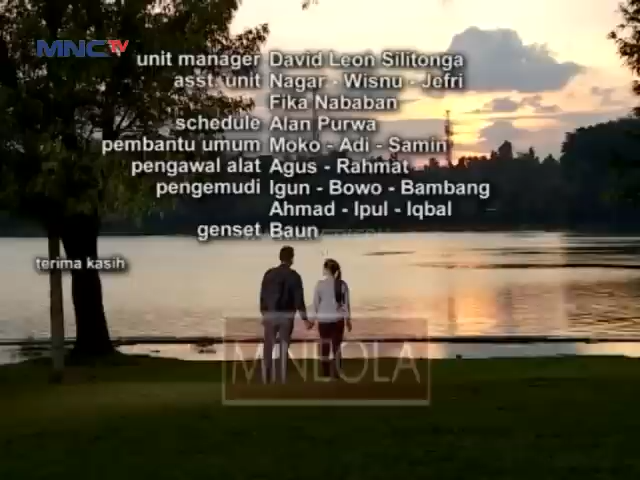 MNCTV
unit manager David Leon Silitonga
asst. unit Nagar - Wisnu - Jefri
Fika Nababan
schedule Alan Purwa
pembantu umum Moko - Adi - Samin
pengawal alat Agus - Rahmat
pengemudi Igun - Bowo - Bambang
Ahmad - Ipul - Iqbal
genset Baun
terima kasih
MINEOLA